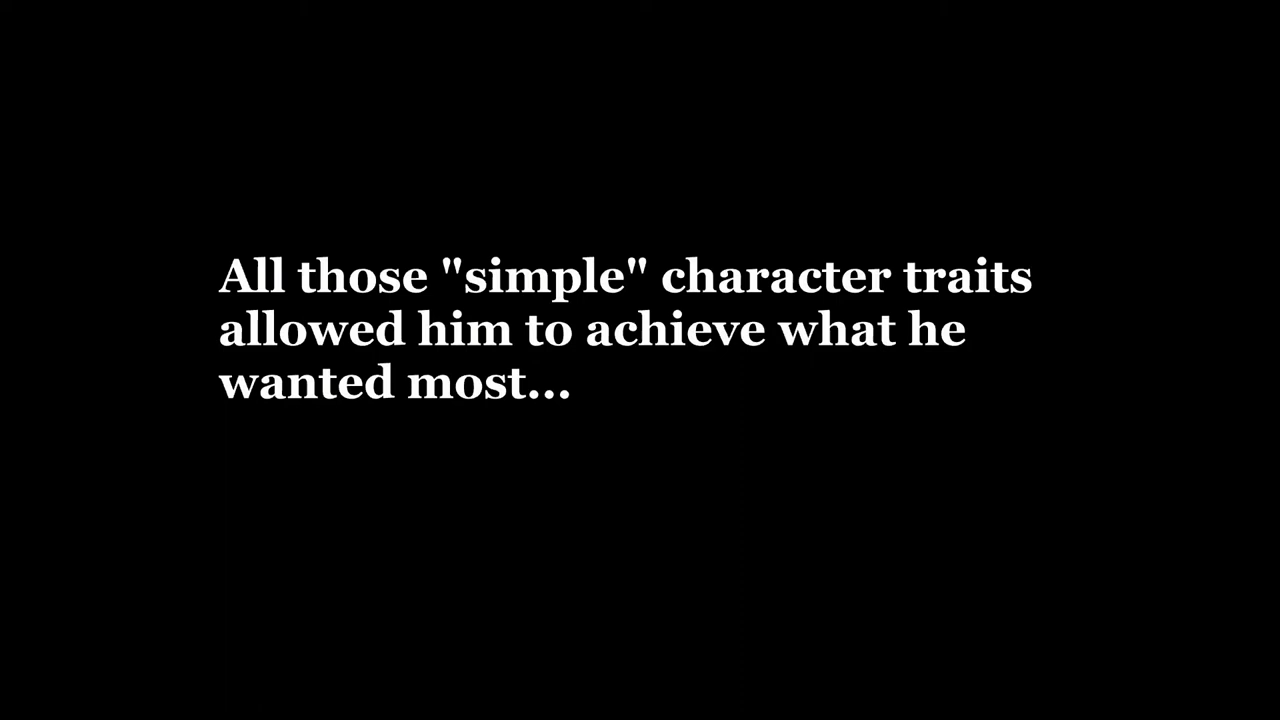 All those "simple" character traits
allowed him to achieve what he
wanted most...